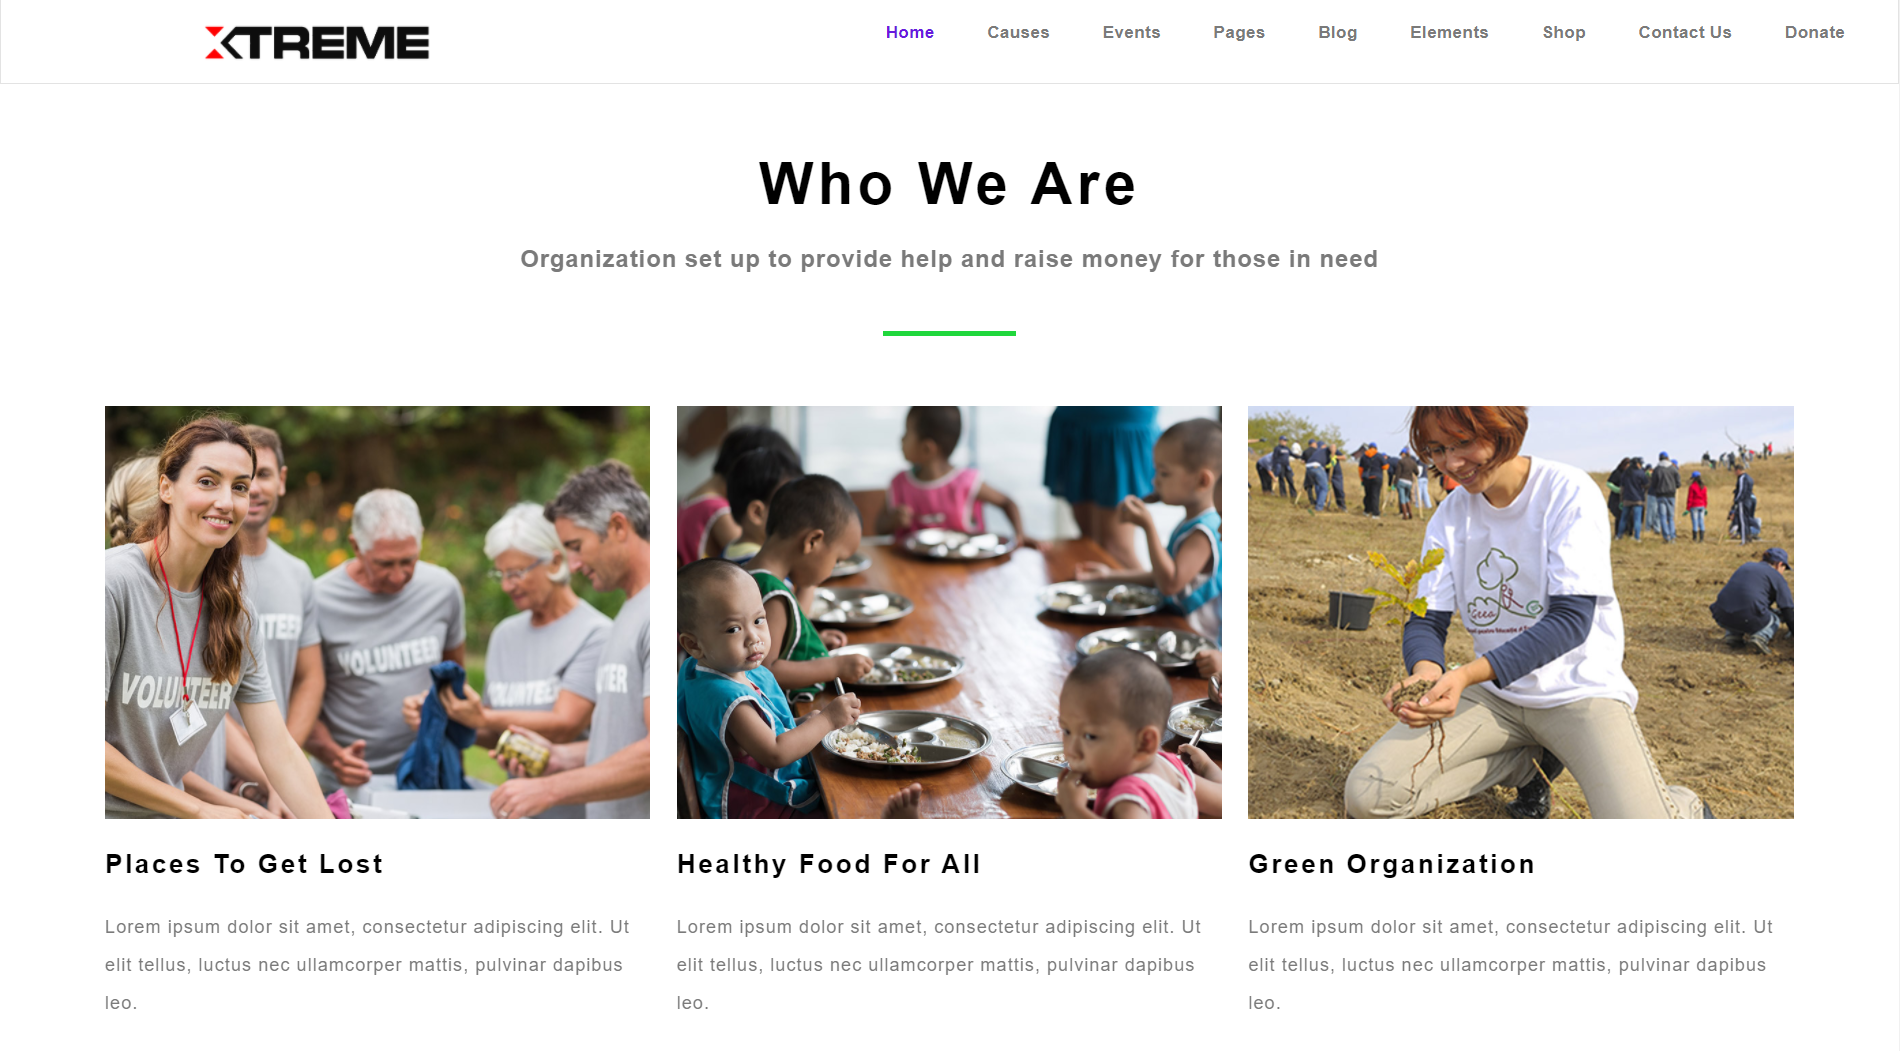 XTREME
Home Causes Events Pages Blog Elements Shop Contact Us Donate
Who We Are
Organization set up to provide help and raise money for those in need
VOLUNTEER
TEER
VOLUNTEER
VOLUNTEER
TER
Places To Get Lost
Lorem ipsum dolor sit amet, consectetur adipiscing elit. Ut
elit tellus, luctus nec ullamcorper mattis, pulvinar dapibus
leo.
Healthy Food For All
Lorem ipsum dolor sit amet, consectetur adipiscing elit. Ut
elit tellus, luctus nec ullamcorper mattis, pulvinar dapibus
leo.
Green Organization
Lorem ipsum dolor sit amet, consectetur adipiscing elit. Ut
elit tellus, luctus nec ullamcorper mattis, pulvinar dapibus
leo.